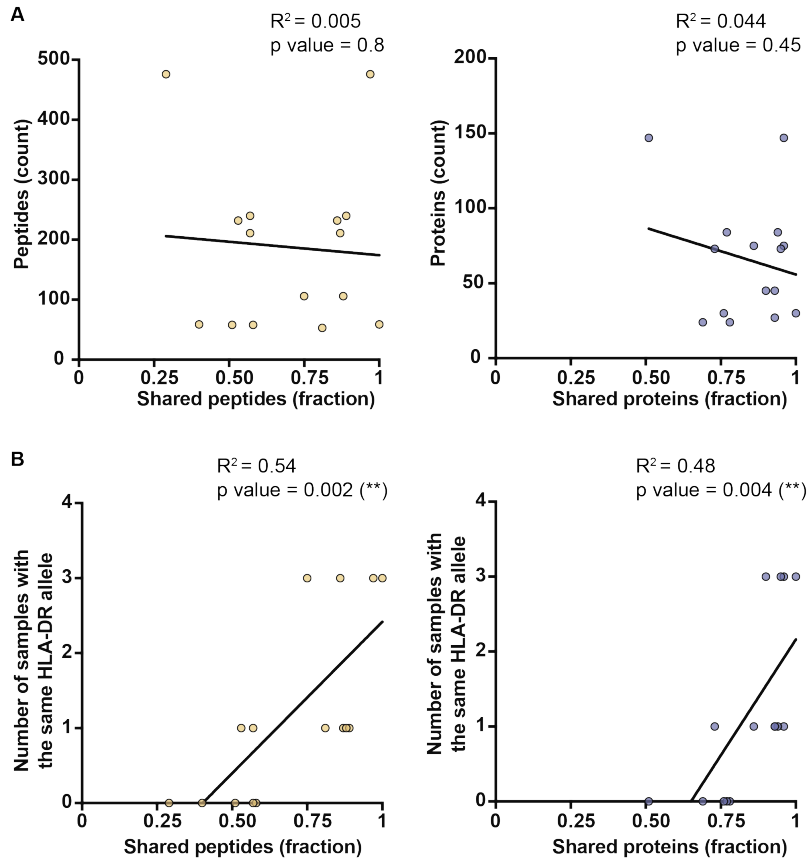 A
R² = 0.005
p value = 0.8
500
400
300
200
100
0
Peptides (count)
0
0.25
0.50
0.75
1
Shared peptides (fraction)
R² = 0.044
p value = 0.45
200
150
100
50
0
Proteins (count)
0
0.25
0.50
0.75
1
Shared proteins (fraction)
B
R² = 0.54
p value = 0.002 (**)
4
3
2
1
0
Number of samples with
the same HLA-DR allele
0
0.25
0.50
0.75
1
Shared peptides (fraction)
R² = 0.48
p value = 0.004 (**)
4
3
2
1
0
Number of samples with
the same HLA-DR allele
0
0.25
0.50
0.75
1
Shared proteins (fraction)